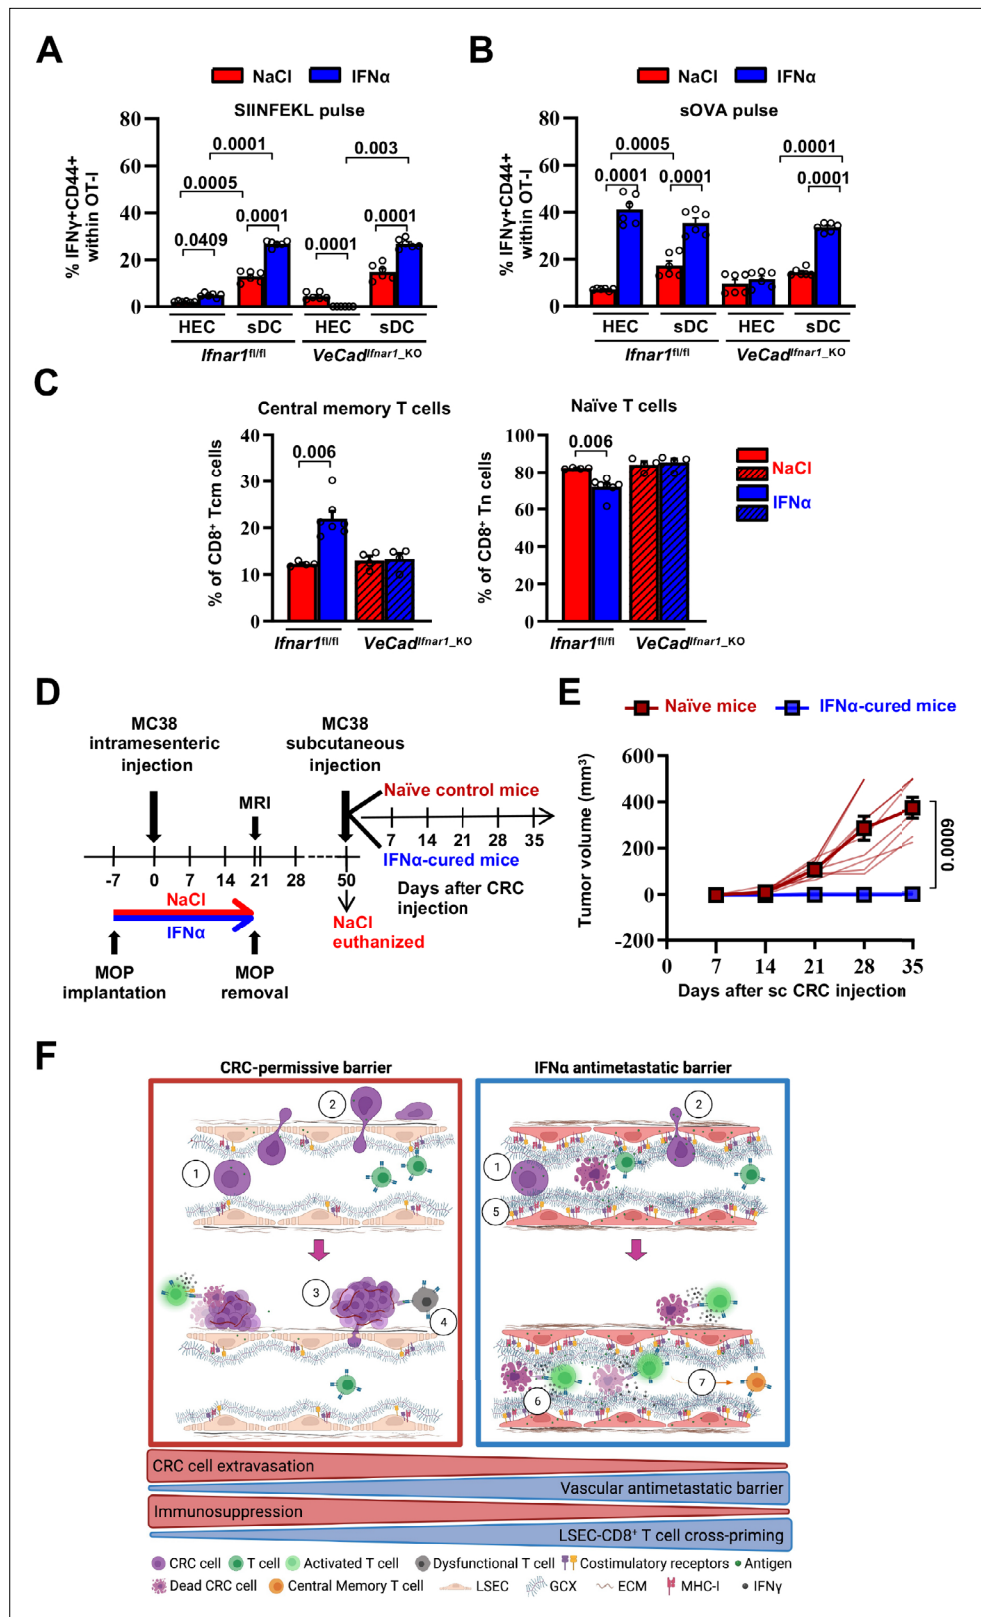 A
NaCl IFNα
SIINFEKL pulse
% IFNγ+CD44+
within OT-I
80
60
40
20
0
0.0001
0.003
0.0005
0.0001
0.0001
0.0409
0.0001
HEC sDC HEC sDC
Ifnar1fl/fl VeCadIfnar1_KO
B
NaCl IFNα
sOVA pulse
% IFNγ+CD44+
within OT-I
80
60
40
20
0
0.0005
0.0001
0.0001
0.0001
0.0001
HEC sDC HEC sDC
Ifnar1fl/fl VeCadIfnar1_KO
C
Central memory T cells
% of CD8+ Tcm cells
40
30
20
10
0
0.006
Ifnar1fl/fl VeCadIfnar1_KO
Naïve T cells
% of CD8+ Tn cells
100
80
60
40
20
0
0.006
Ifnar1fl/fl VeCadIfnar1_KO
NaCl
IFNα
D
MC38
intramesenteric
injection
MC38
subcutaneous
injection
MRI
Naïve control mice
7 14 21 28 35
IFNα-cured mice
-7 0 7 14 21 28 50
Days after CRC
injection
NaCl
IFNα
NaCl
euthanized
MOP
implantation
MOP
removal
E
Naïve mice IFNα-cured mice
Tumor volume (mm3)
600
400
200
0
-200
0.0009
0 7 14 21 28 35
Days after sc CRC injection
F
CRC-permissive barrier
IFNα antimetastatic barrier
2
1
3
4
2
1
5
7
6
CRC cell extravasation
Vascular antimetastatic barrier
Immunosuppression
LSEC-CD8+ T cell cross-priming
CRC cell T cell Activated T cell Dysfunctional T cell Costimulatory receptors Antigen
Dead CRC cell Central Memory T cell LSEC GCX ECM MHC-I IFNγ